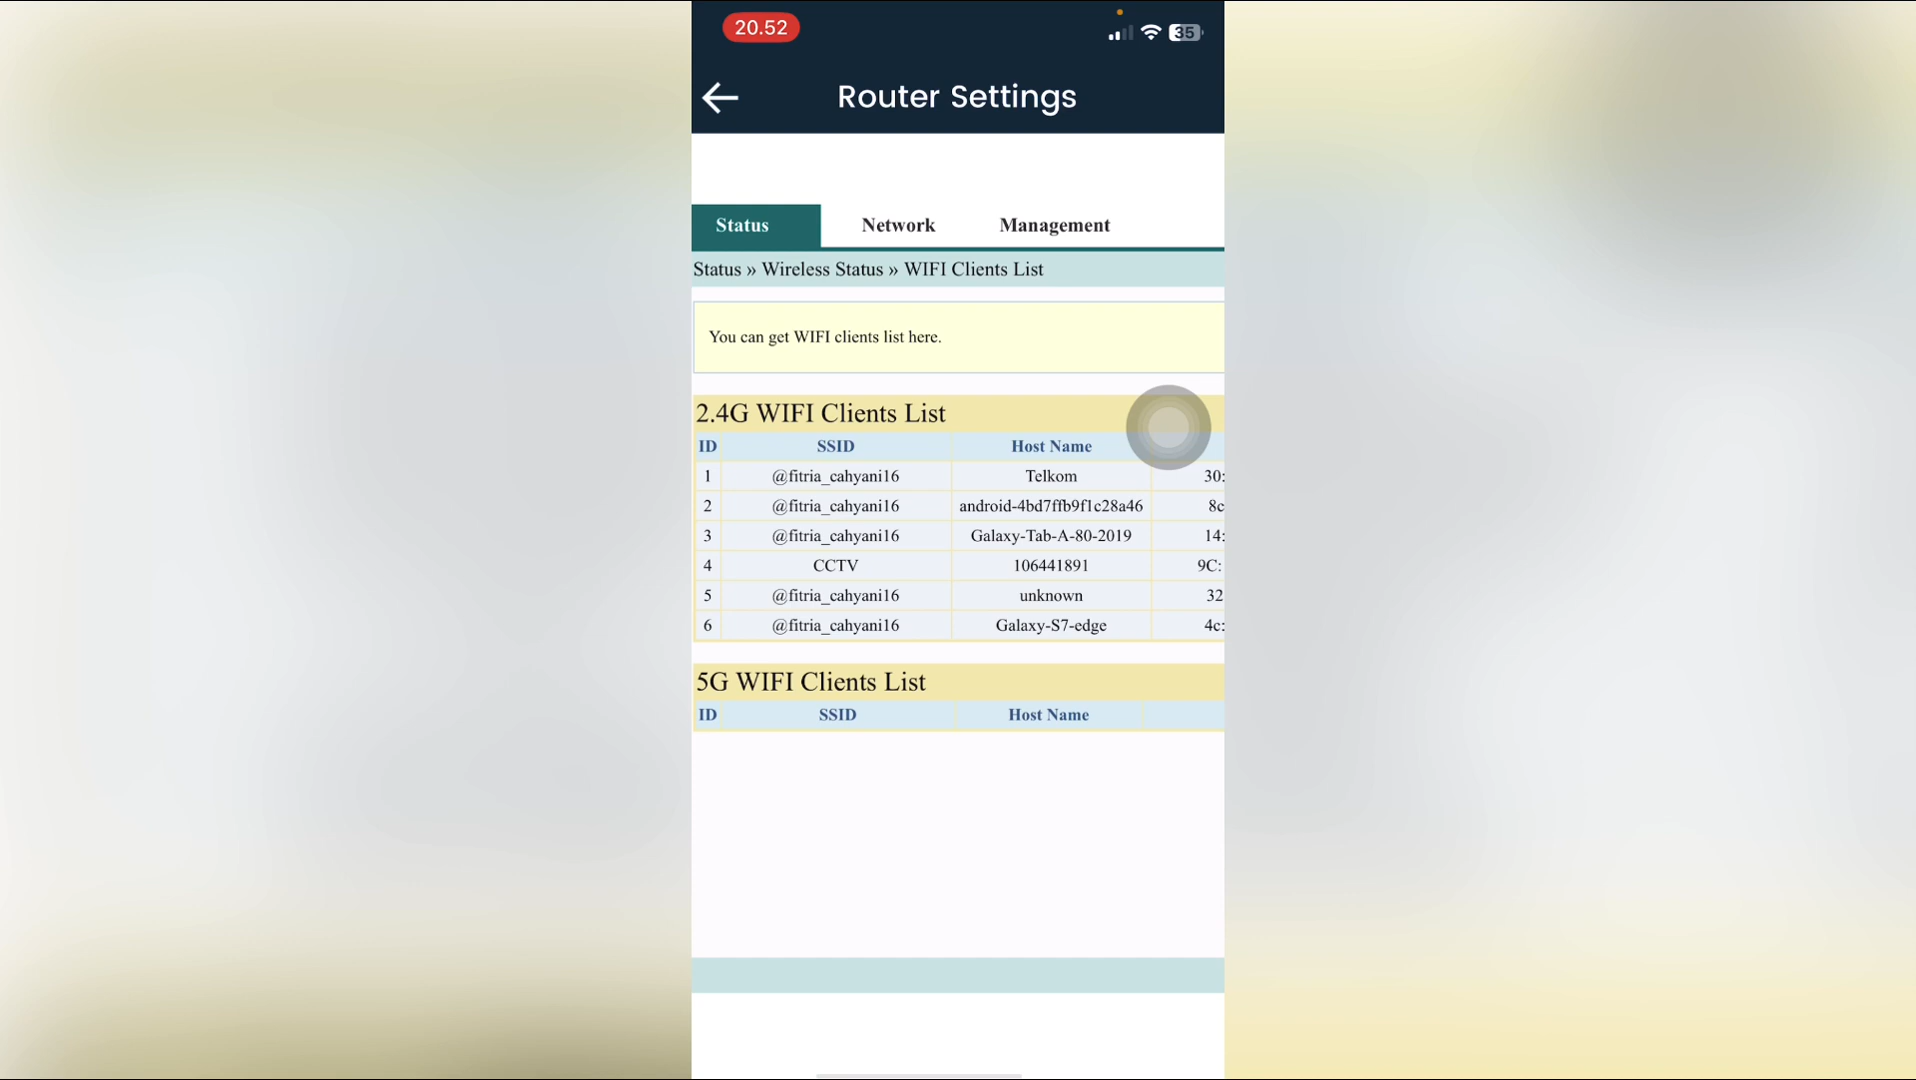 20.52
35
Router Settings
Status Network Management
Status » Wireless Status » WIFI Clients List
You can get WIFI clients list here.
2.4G WIFI Clients List
ID SSID Host Name
1 @fitria_cahyani16 Telkom 30:
2 @fitria_cahyani16 android-4bd7ffb9f1c28a46 8c
3 @fitria_cahyani16 Galaxy-Tab-A-80-2019 14:
4 CCTV 106441891 9C:
5 @fitria_cahyani16 unknown 32
6 @fitria_cahyani16 Galaxy-S7-edge 4c:
5G WIFI Clients List
ID SSID Host Name